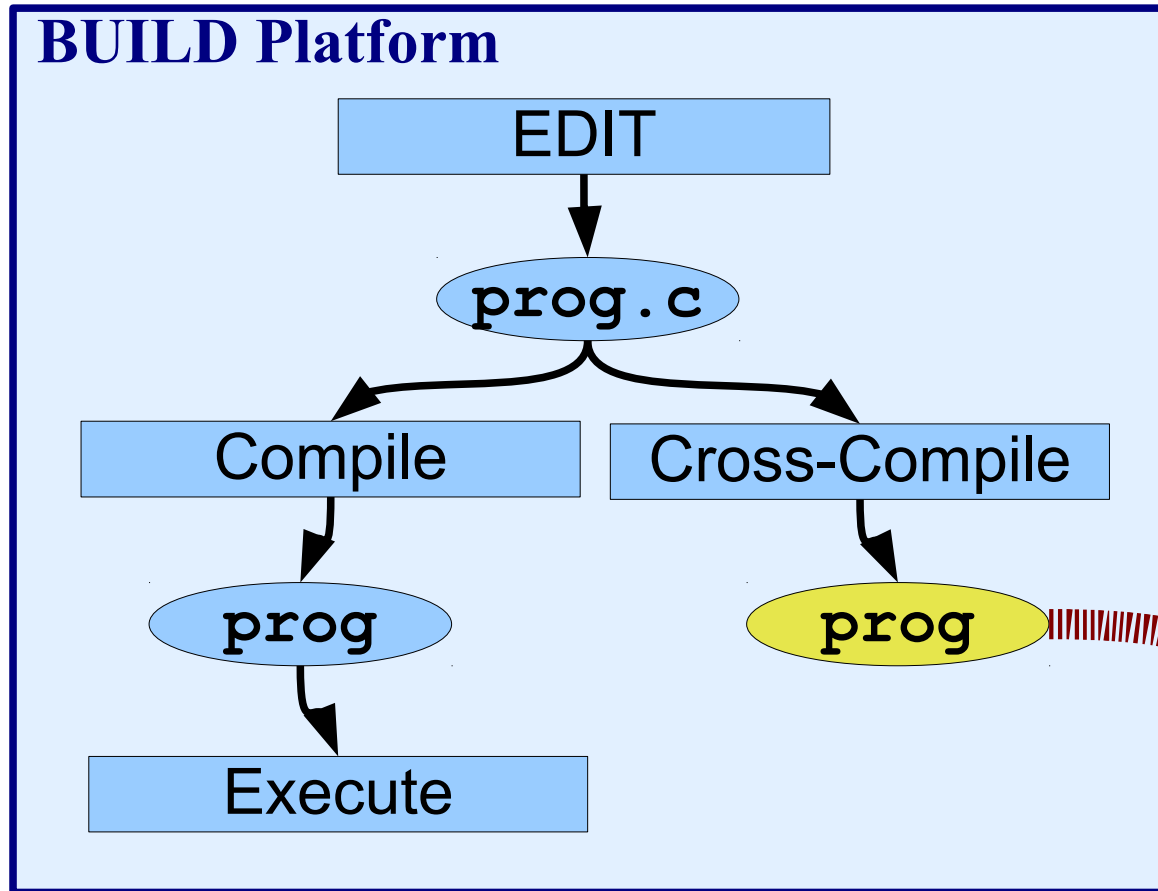 BUILD Platform
EDIT
prog.c
Compile
Cross-Compile
prog
prog
Execute